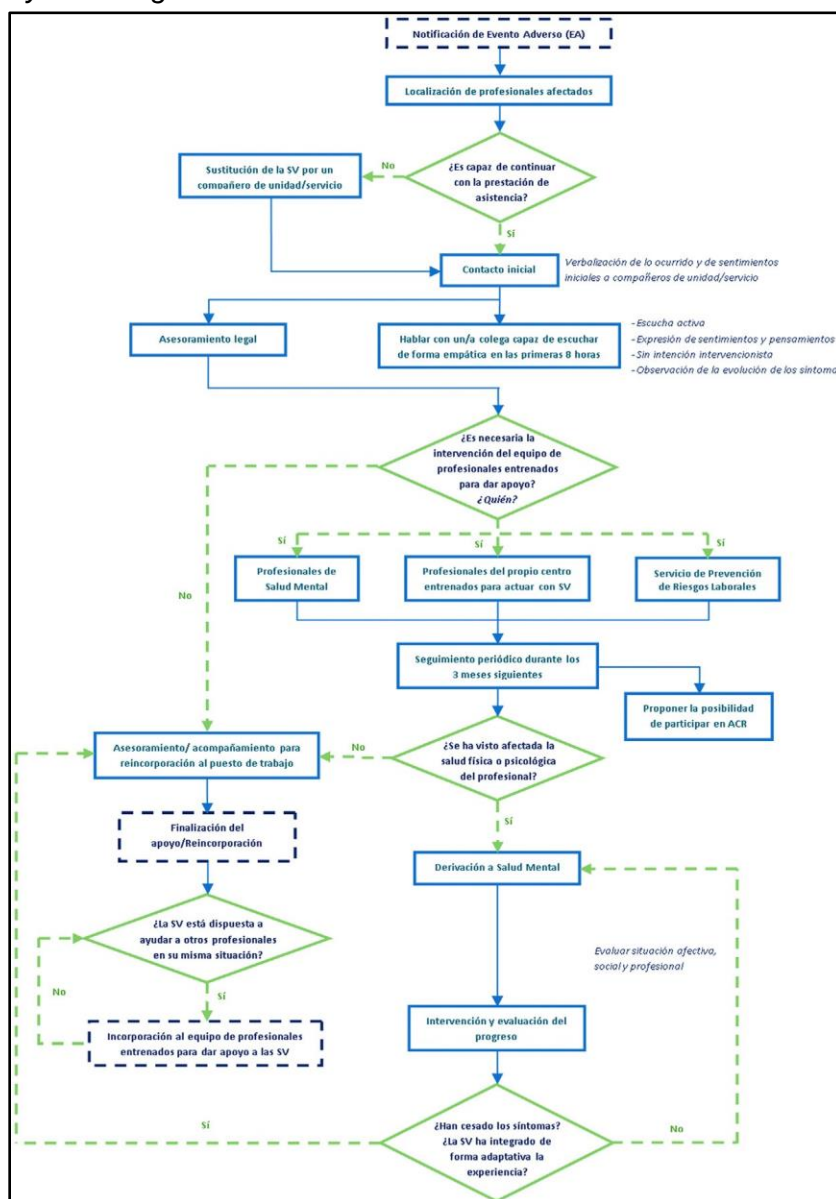 Notificación de Evento Adverso (EA)
Localización de profesionales afectados
¿Es capaz de continuar
con la prestación de
asistencia?
No
Sustitución de la SV por un
compañero de unidad/servicio
Sí
Contacto inicial
Verbalización de lo ocurrido y de sentimientos
iniciales a compañeros de unidad/servicio
Asesoramiento legal
Hablar con un/a colega capaz de escuchar
de forma empática en las primeras 8 horas
-Escucha activa
-Expresión de sentimientos y pensamientos
-Sin intención intervencionista
-Observación de la evolución de los síntoma
¿Es necesaria la
intervención del equipo de
profesionales entrenados
para dar apoyo?
¿Quién?
Sí
Sí
Sí
Profesionales de
Salud Mental
Profesionales del propio centro
entrenados para actuar con SV
Servicio de Prevención
de Riesgos Laborales
No
Seguimiento periódico durante los
3 meses siguientes
Proponer la posibilidad
de participar en ACR
Asesoramiento/ acompañamiento para
reincorporación al puesto de trabajo
No
¿Se ha visto afectada la
salud física o psicológica
del profesional?
Sí
Finalización del
apoyo/Reincorporación
Derivación a Salud Mental
¿La SV está dispuesta a
ayudar a otros profesionales
en su misma situación?
Evaluar situación afectiva,
social y profesional
No
Sí
Incorporación al equipo de profesionales
entrenados para dar apoyo a las SV
Intervención y evaluación del
progreso
¿Han cesado los síntomas?
¿La SV ha integrado de
forma adaptativa la
experiencia?
Sí
No